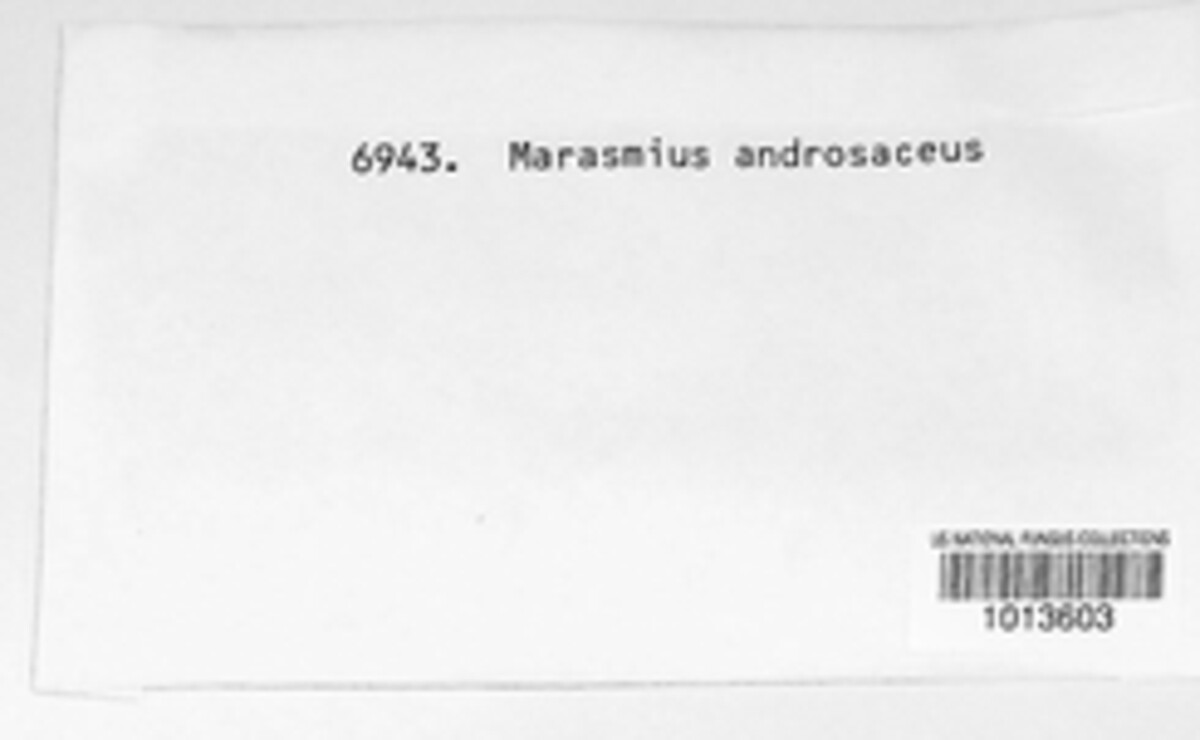 6943. Marasmius androsaceus
US NATIONAL FUNGUS COLLECTIONS
1013603